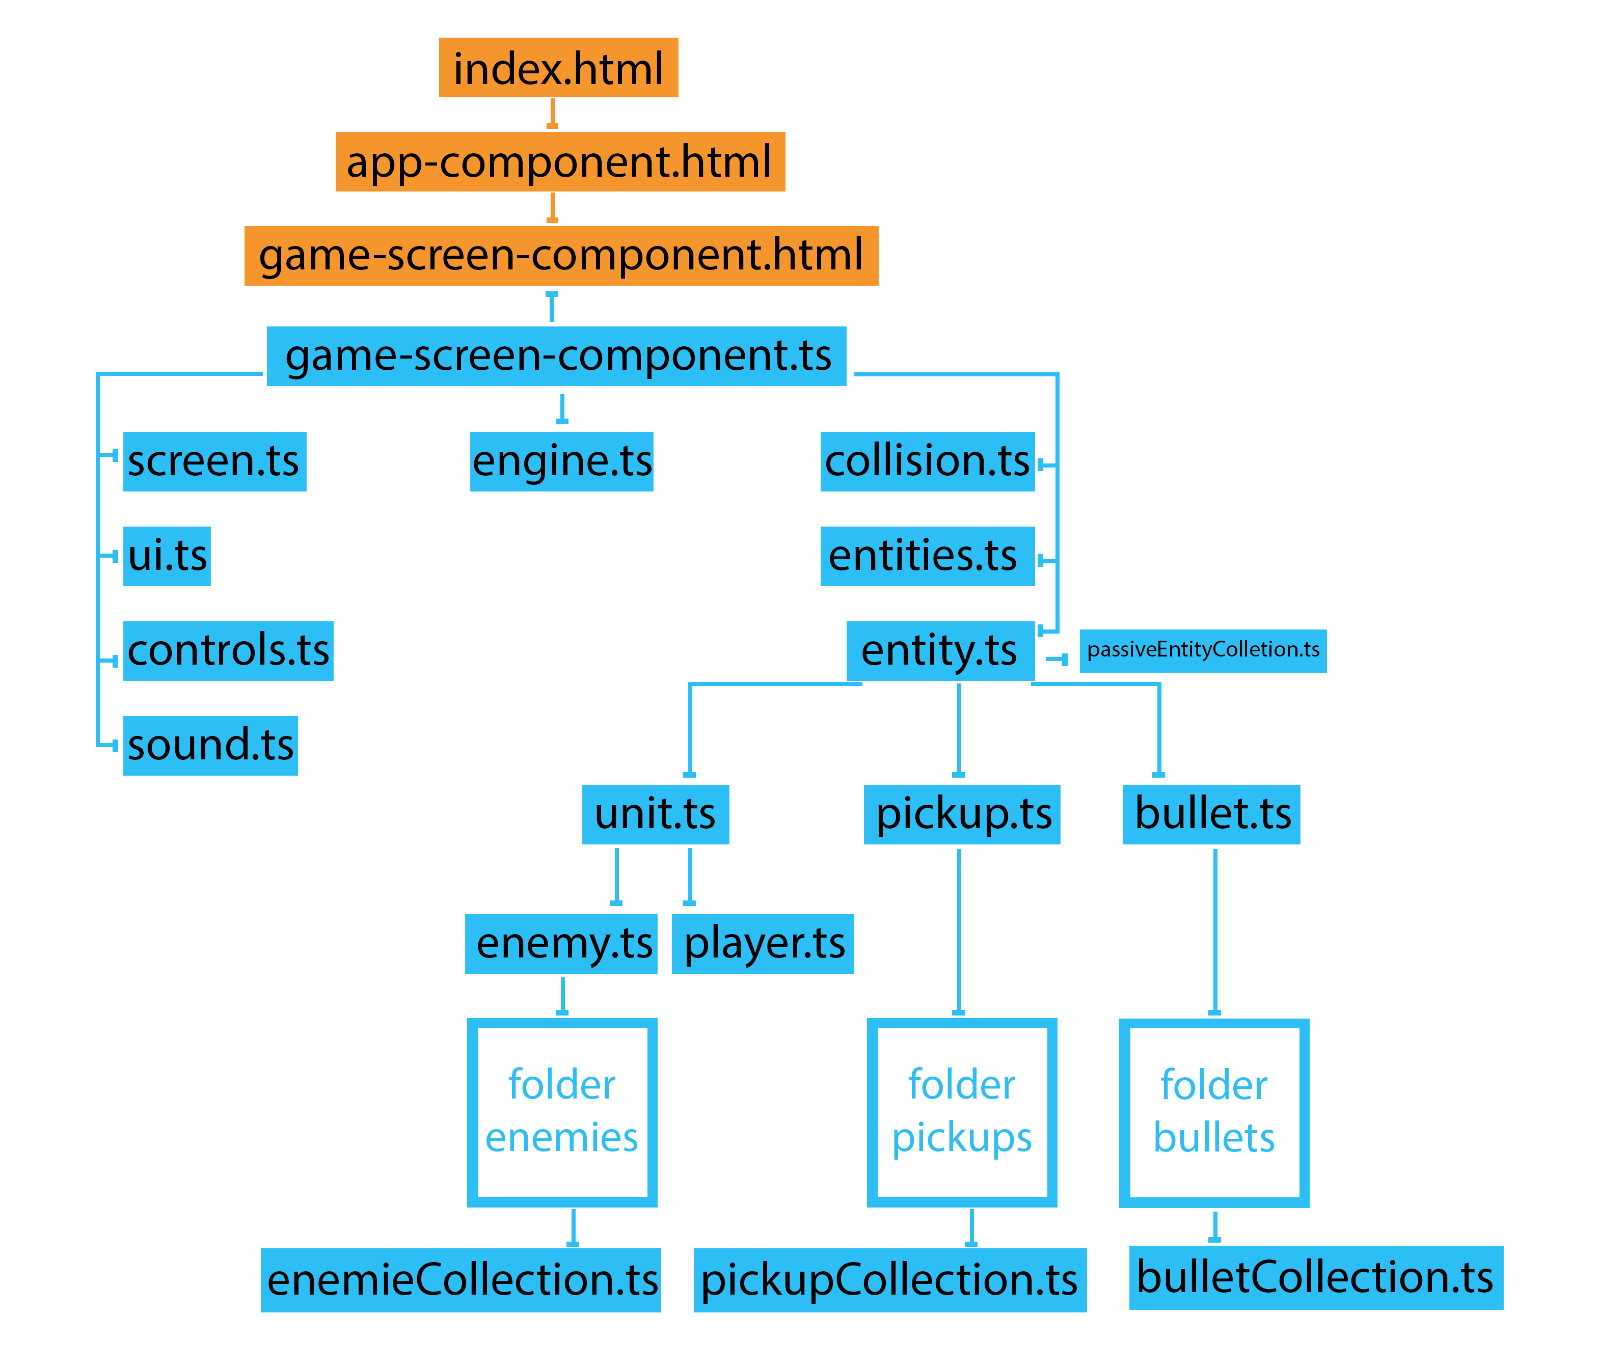 index.html
app-component.html
game-screen-component.html
game-screen-component.ts
screen.ts
engine.ts
collision.ts
ui.ts
entities.ts
controls.ts
entity.ts
passiveEntityColletion.ts
sound.ts
unit.ts
pickup.ts
bullet.ts
enemy.ts
player.ts
folder
enemies
folder
pickups
folder
bullets
enemieCollection.ts
pickupCollection.ts
bulletCollection.ts